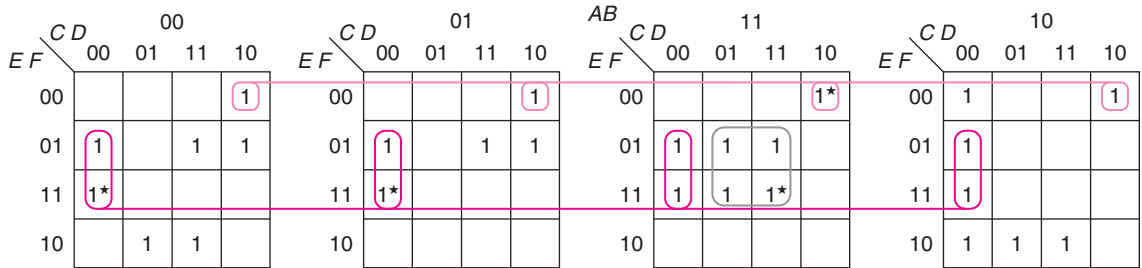 AB
00 01 11 10
CD CD CD CD
00 01 11 10 00 01 11 10 00 01 11 10 00 01 11 10
EF EF EF EF
00 1 00 1 00 1★ 00 1 1
01 1 1 1 01 1 1 1 01 1 1 1 01 1
11 1★ 11 1★ 11 1 1 1★ 11 1
10 1 1 10 10 10 1 1 1